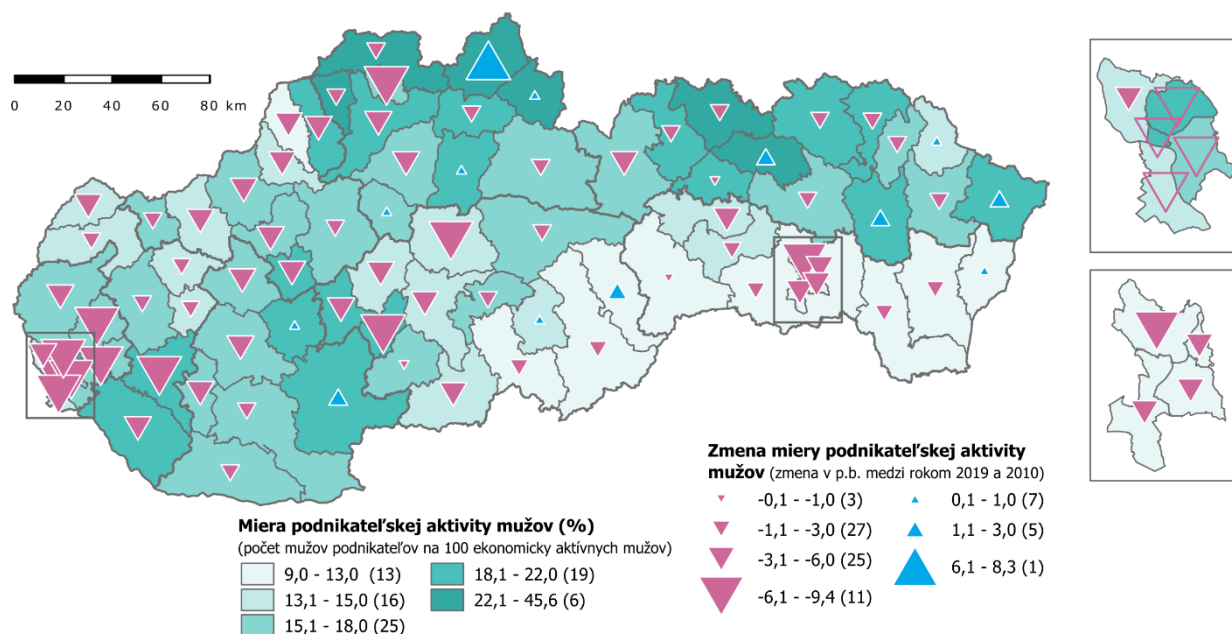 0 20 40 60 80 km
Zmena miery podnikateľskej aktivity
mužov (zmena v p.b. medzi rokom 2019 a 2010)
-0,1 - -1,0 (3)
-1,1 - -3,0 (27)
-3,1 - -6,0 (25)
-6,1 - -9,4 (11)
0,1 - 1,0 (7)
1,1 - 3,0 (5)
6,1 - 8,3 (1)
Miera podnikateľskej aktivity mužov (%)
(počet mužov podnikateľov na 100 ekonomicky aktívnych mužov)
9,0 - 13,0 (13)
13,1 - 15,0 (16)
15,1 - 18,0 (25)
18,1 - 22,0 (19)
22,1 - 45,6 (6)